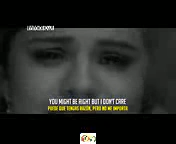 YOU MIGHT BE RIGHT BUT I DON'T CARE
PUEDE QUE TENGAS RAZÓN, PERO NO ME IMPORTA